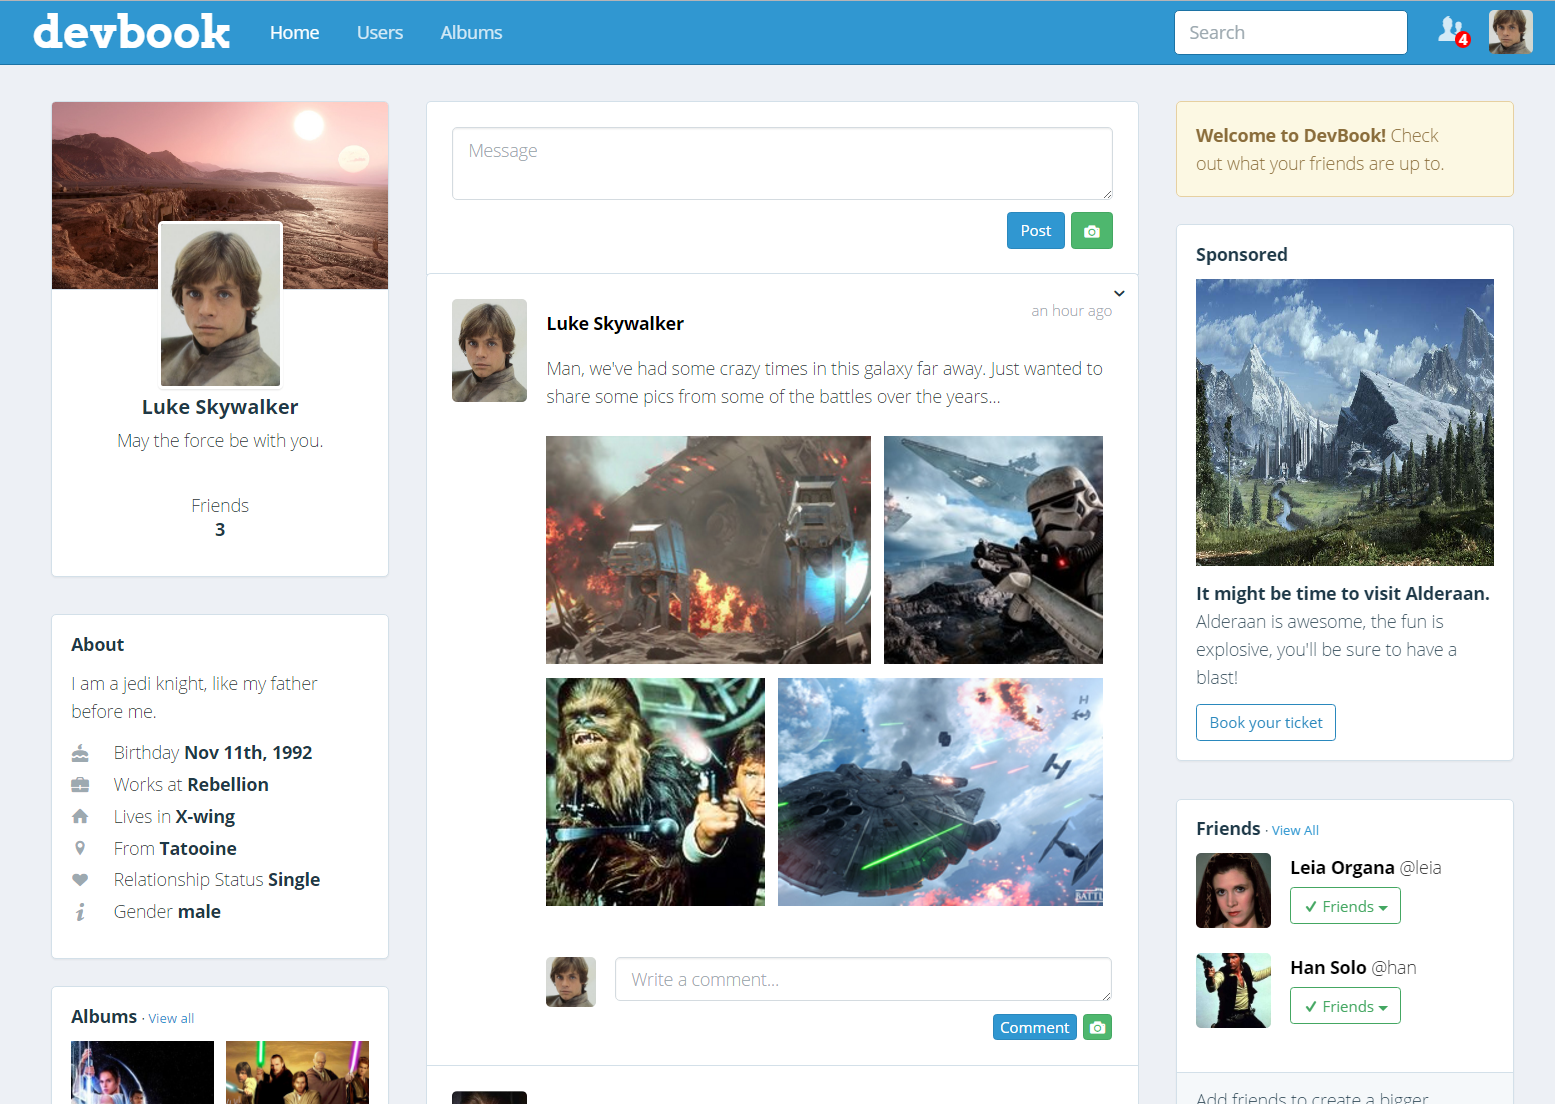 devbook
Home
Users
Albums
Search
4
Luke Skywalker
May the force be with you.
Friends
3
About
I am a jedi knight, like my father
before me.
Birthday Nov 11th, 1992
Works at Rebellion
Lives in X-wing
From Tatooine
Relationship Status Single
Gender male
Albums · View all
Message
Post
Luke Skywalker
an hour ago
Man, we've had some crazy times in this galaxy far away. Just wanted to
share some pics from some of the battles over the years...
Write a comment...
Comment
Welcome to DevBook! Check
out what your friends are up to.
Sponsored
It might be time to visit Alderaan.
Alderaan is awesome, the fun is
explosive, you'll be sure to have a
blast!
Book your ticket
Friends · View All
Leia Organa @leia
Friends
Han Solo @han
Friends
Add friends to create a bigger